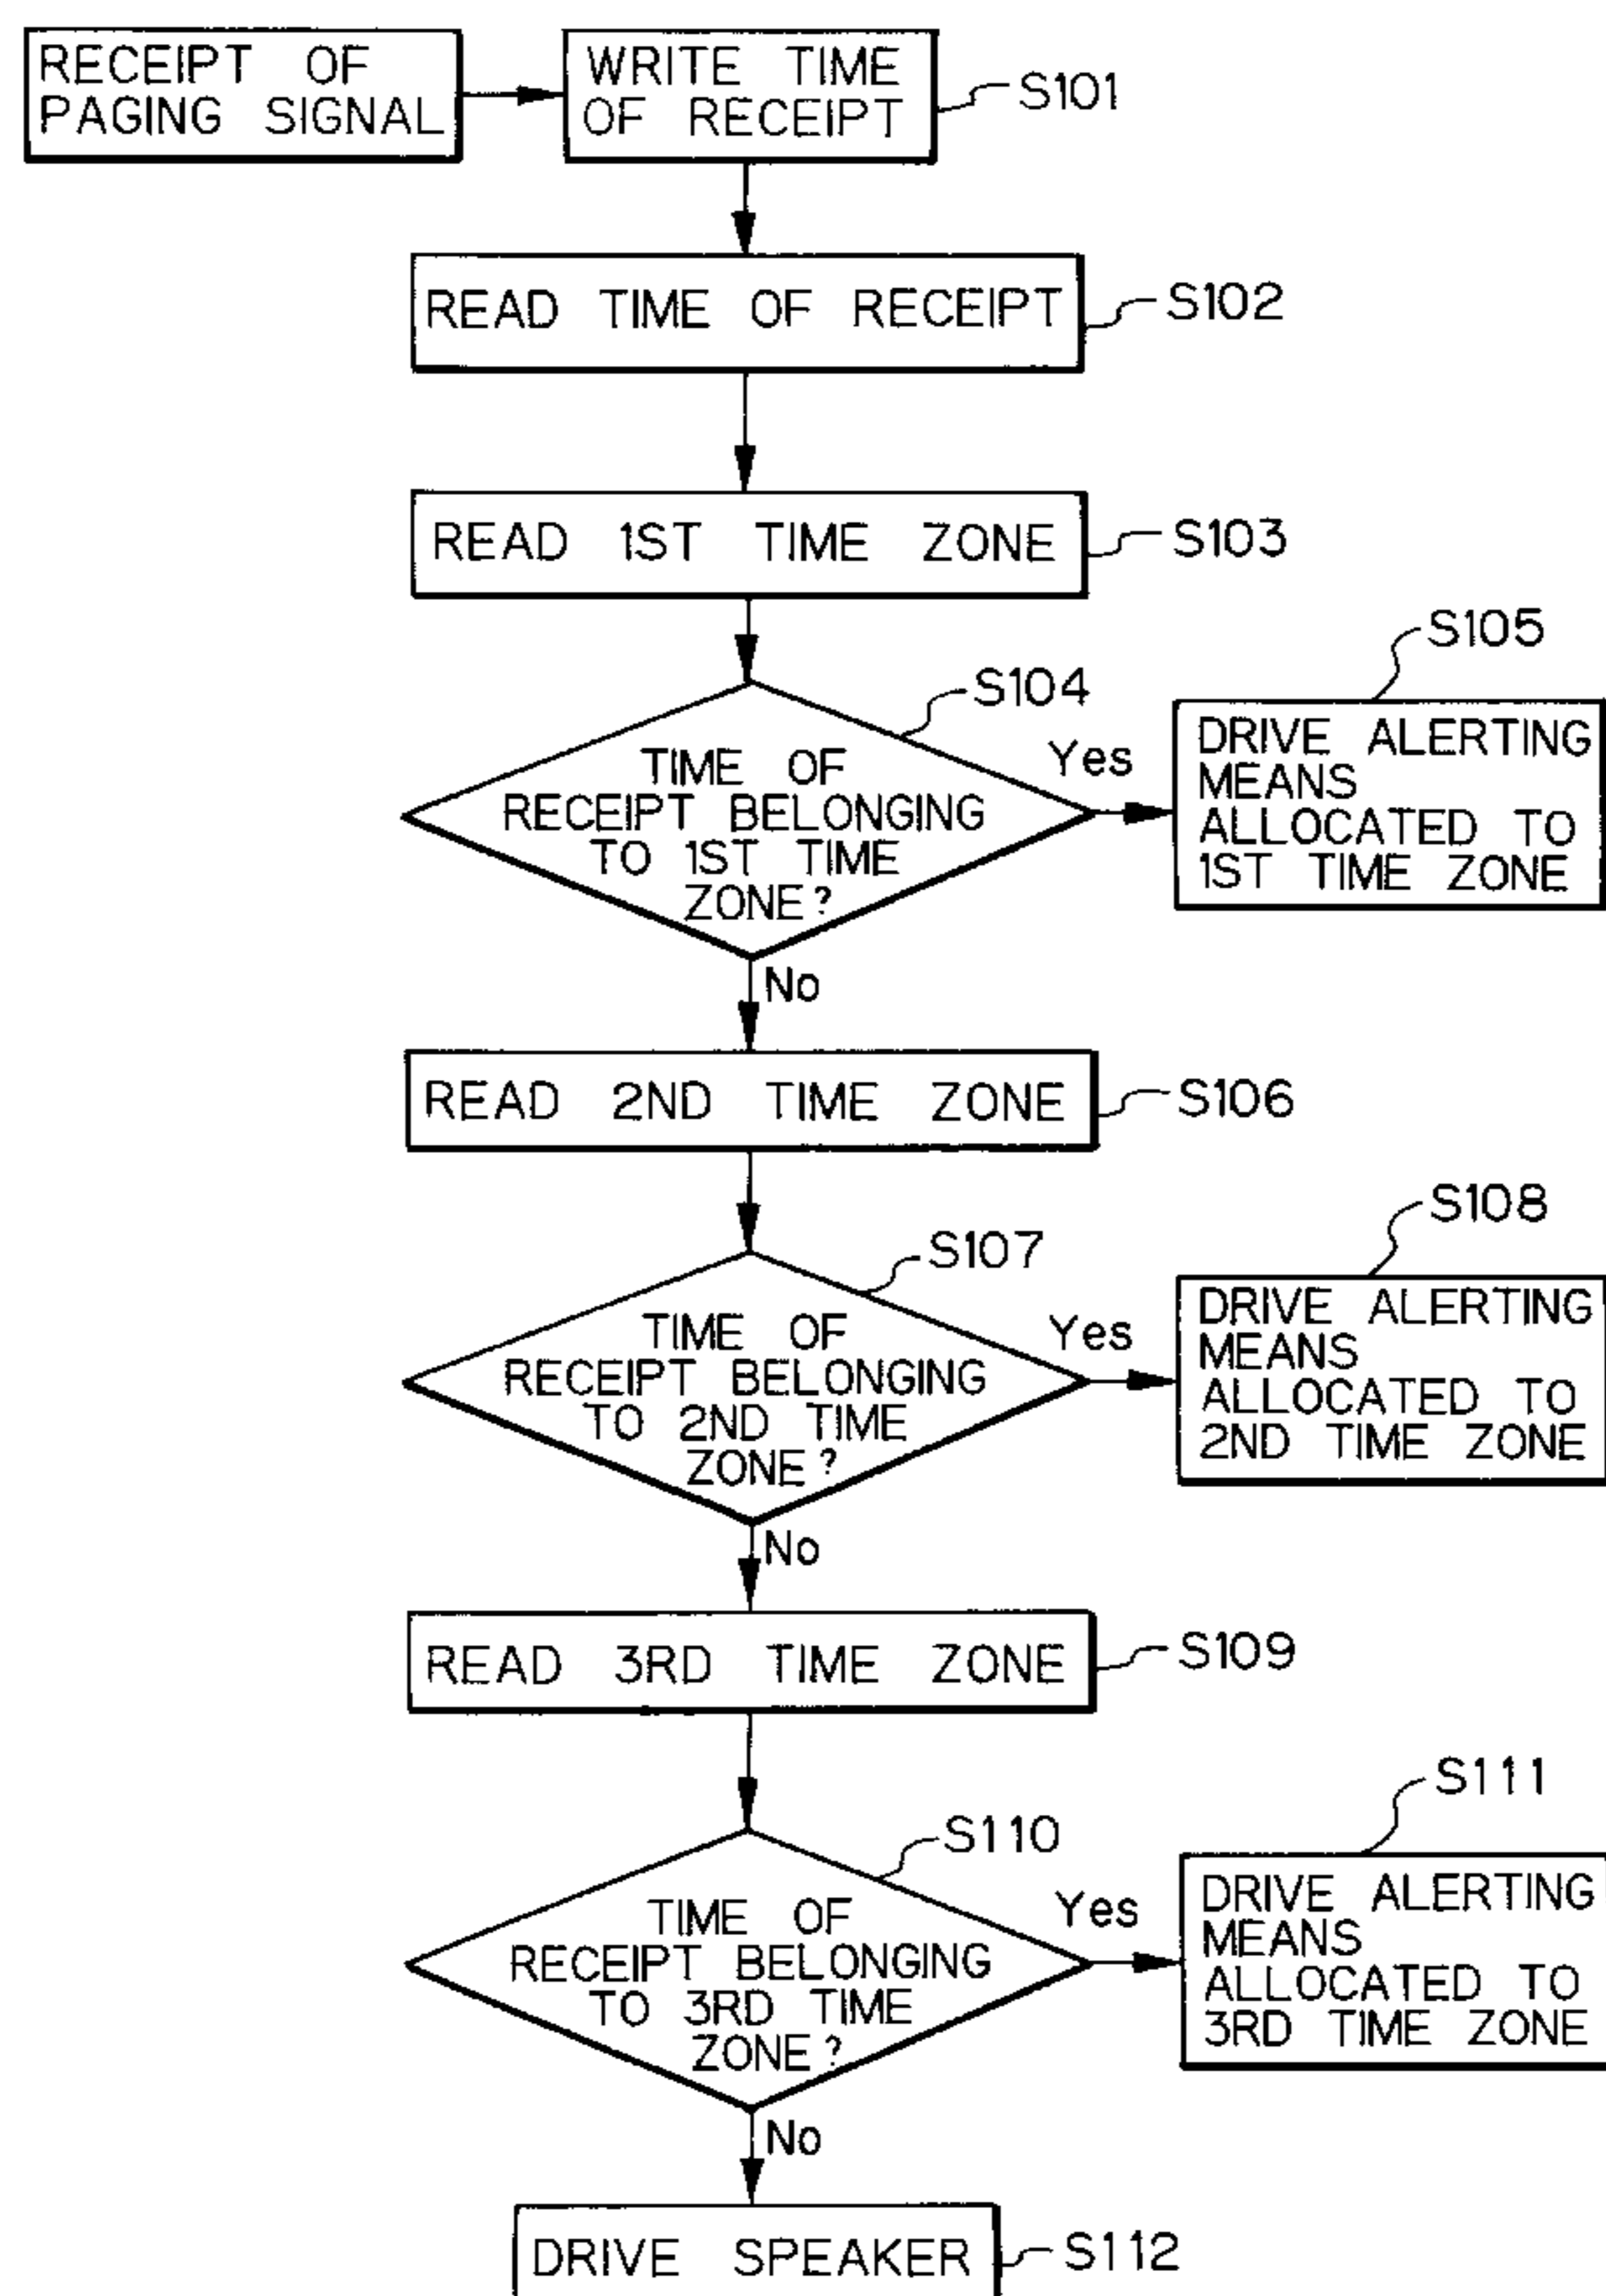 RECEIPT OF
PAGING SIGNAL
WRITE TIME
OF RECEIPT
S101
READ TIME OF RECEIPT
S102
READ 1ST TIME ZONE
S103
S104
TIME OF
RECEIPT BELONGING
TO 1ST TIME
ZONE?
Yes
S105
DRIVE ALERTING
MEANS
ALLOCATED TO
1ST TIME ZONE
No
READ 2ND TIME ZONE
S106
S107
TIME OF
RECEIPT BELONGING
TO 2ND TIME
ZONE?
Yes
S108
DRIVE ALERTING
MEANS
ALLOCATED TO
2ND TIME ZONE
No
READ 3RD TIME ZONE
S109
S110
TIME OF
RECEIPT BELONGING
TO 3RD TIME
ZONE?
Yes
S111
DRIVE ALERTING
MEANS
ALLOCATED TO
3RD TIME ZONE
No
DRIVE SPEAKER
S112